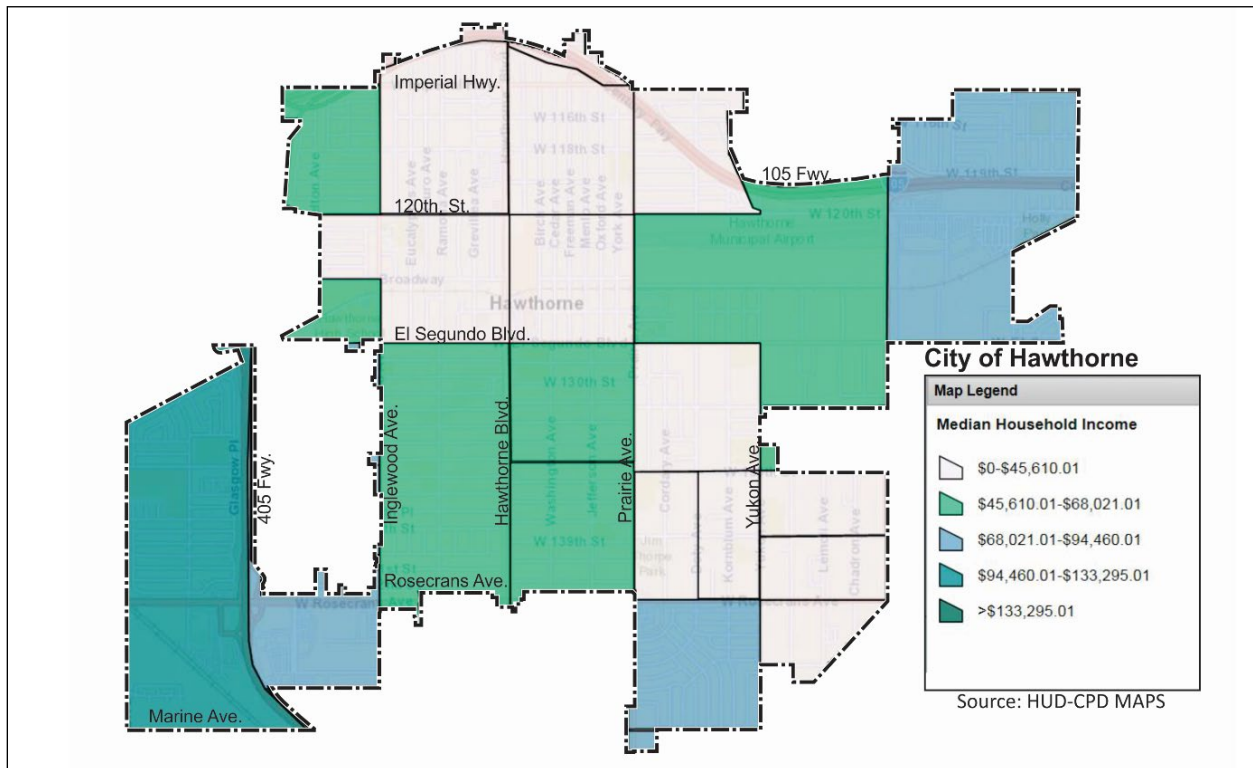 Imperial Hwy.
W 116th St
W 119th St
105 Fwy.
W 118th St
120th. St.
W 120th St
Hawthorne
Municipal Airport
Eucalyptus Ave
Ramona Ave
Grevillea Ave
Birch Ave
Cedar Ave
Freeman Ave
Menlo Ave
Oxford Ave
York Ave
Broadway
Hawthorne
El Segundo Blvd.
W 130th St
City of Hawthorne
Map Legend
Median Household Income
$0-$45,610.01
$45,610.01-$68,021.01
$68,021.01-$94,460.01
$94,460.01-$133,295.01
>$133,295.01
Source: HUD-CPD MAPS
Glasgow Pl
405 Fwy.
Inglewood Ave.
Hawthorne Blvd.
Washington Ave
Jefferson Ave
Prairie Ave.
Cordary Ave
Kornblum Ave
Yukon Ave.
Lemoli Ave
Chadron Ave
W 139th St
Rosecrans Ave.
W Rosecrans Ave
W Rosecrans Ave
Marine Ave.